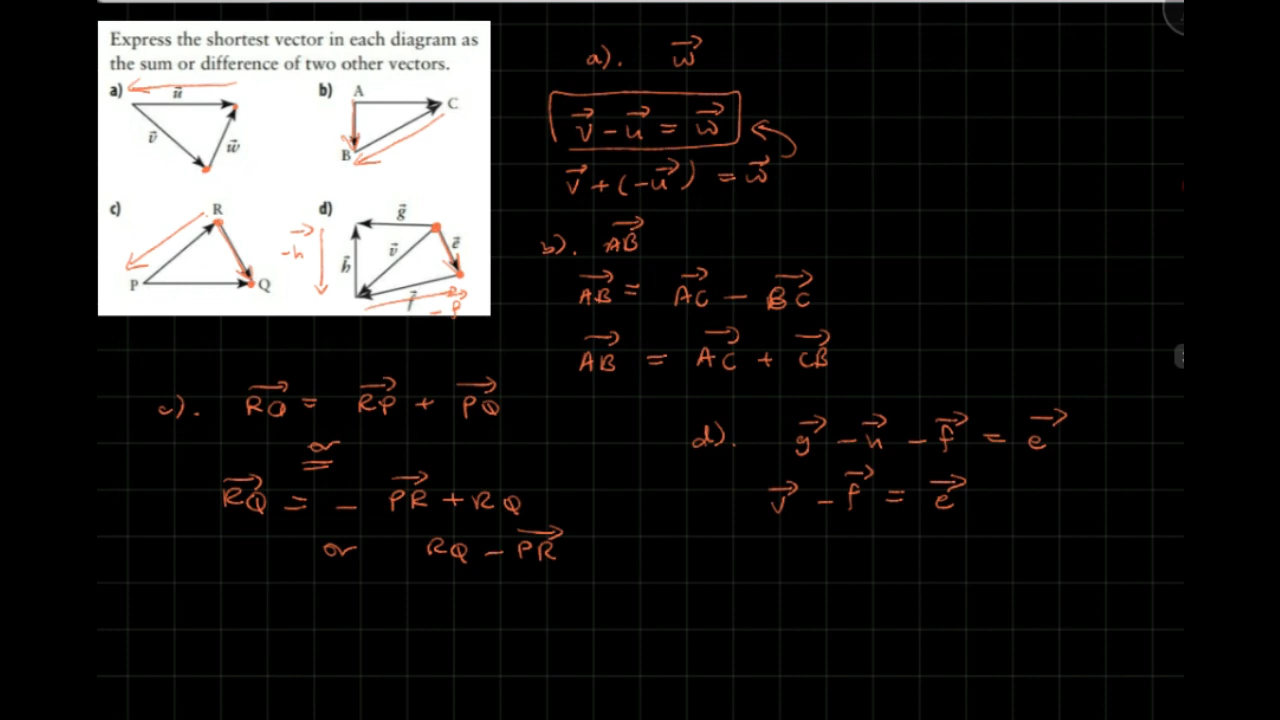 Express the shortest vector in each diagram as
the sum or difference of two other vectors.
a) u⃗ v⃗ w⃗
b) A C B
c) R P Q
d) g⃗ v⃗ e⃗ h⃗ f⃗
-h⃗
-f⃗
a). w⃗
v⃗ - u⃗ = w⃗
v⃗ + (-u⃗) = w⃗
b). AB⃗
AB⃗ = AC⃗ - BC⃗
AB⃗ = AC⃗ + CB⃗
c). RQ⃗ = RP⃗ + PQ⃗
or
RQ⃗ = - PR⃗ + RQ
or RQ - PR⃗
d). g⃗ - h⃗ - f⃗ = e⃗
v⃗ - f⃗ = e⃗